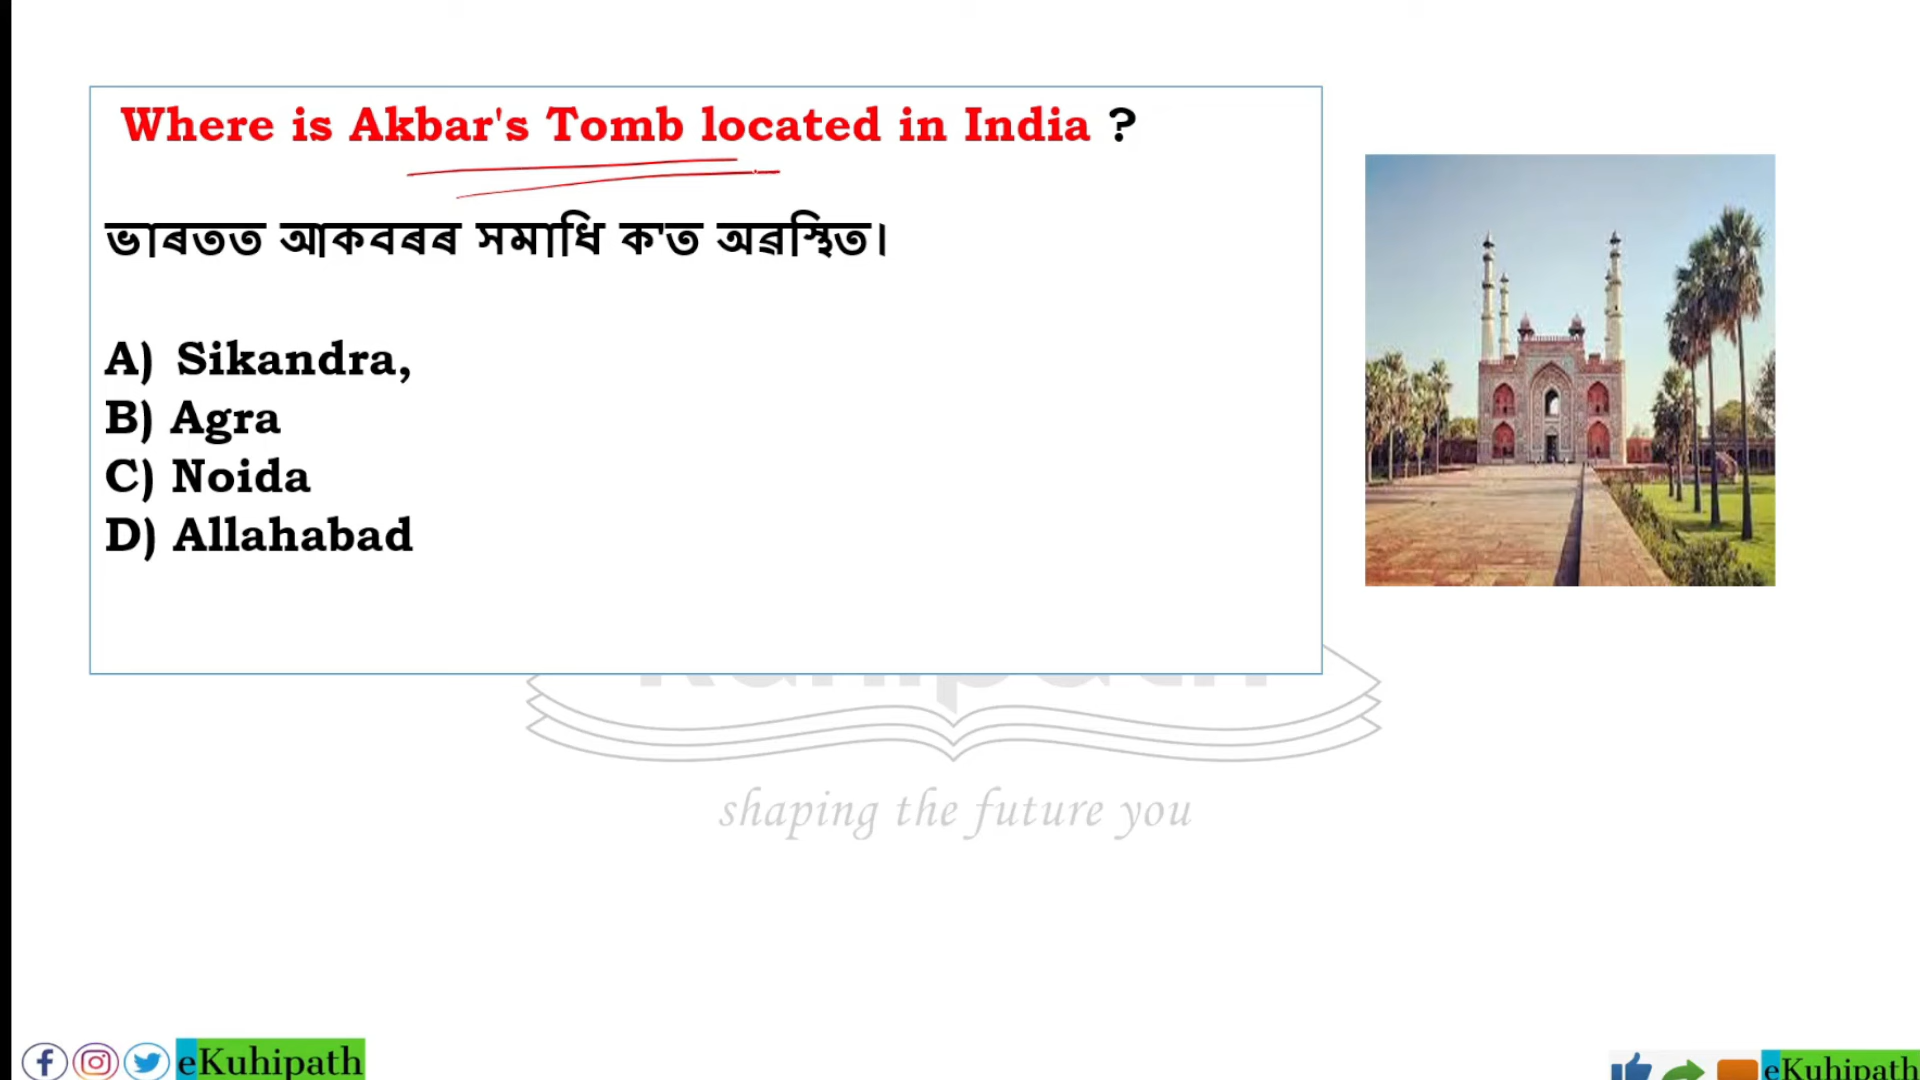 Where is Akbar's Tomb located in India ?
ভাৰতত আকবৰৰ সমাধি ক'ত অৱস্থিত।
A) Sikandra,
B) Agra
C) Noida
D) Allahabad
shaping the future you
eKuhipath
eKuhipath